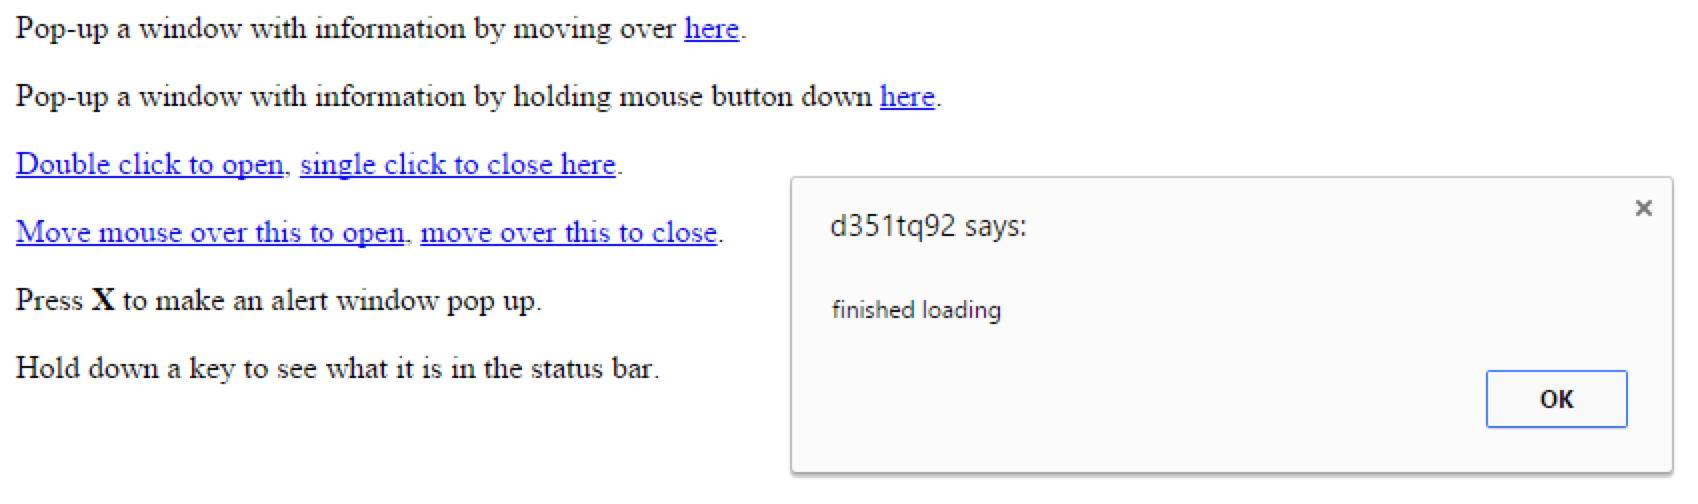 Pop-up a window with information by moving over here.
Pop-up a window with information by holding mouse button down here.
Double click to open, single click to close here.
Move mouse over this to open, move over this to close.
Press X to make an alert window pop up.
Hold down a key to see what it is in the status bar.
d351tq92 says:
finished loading
OK